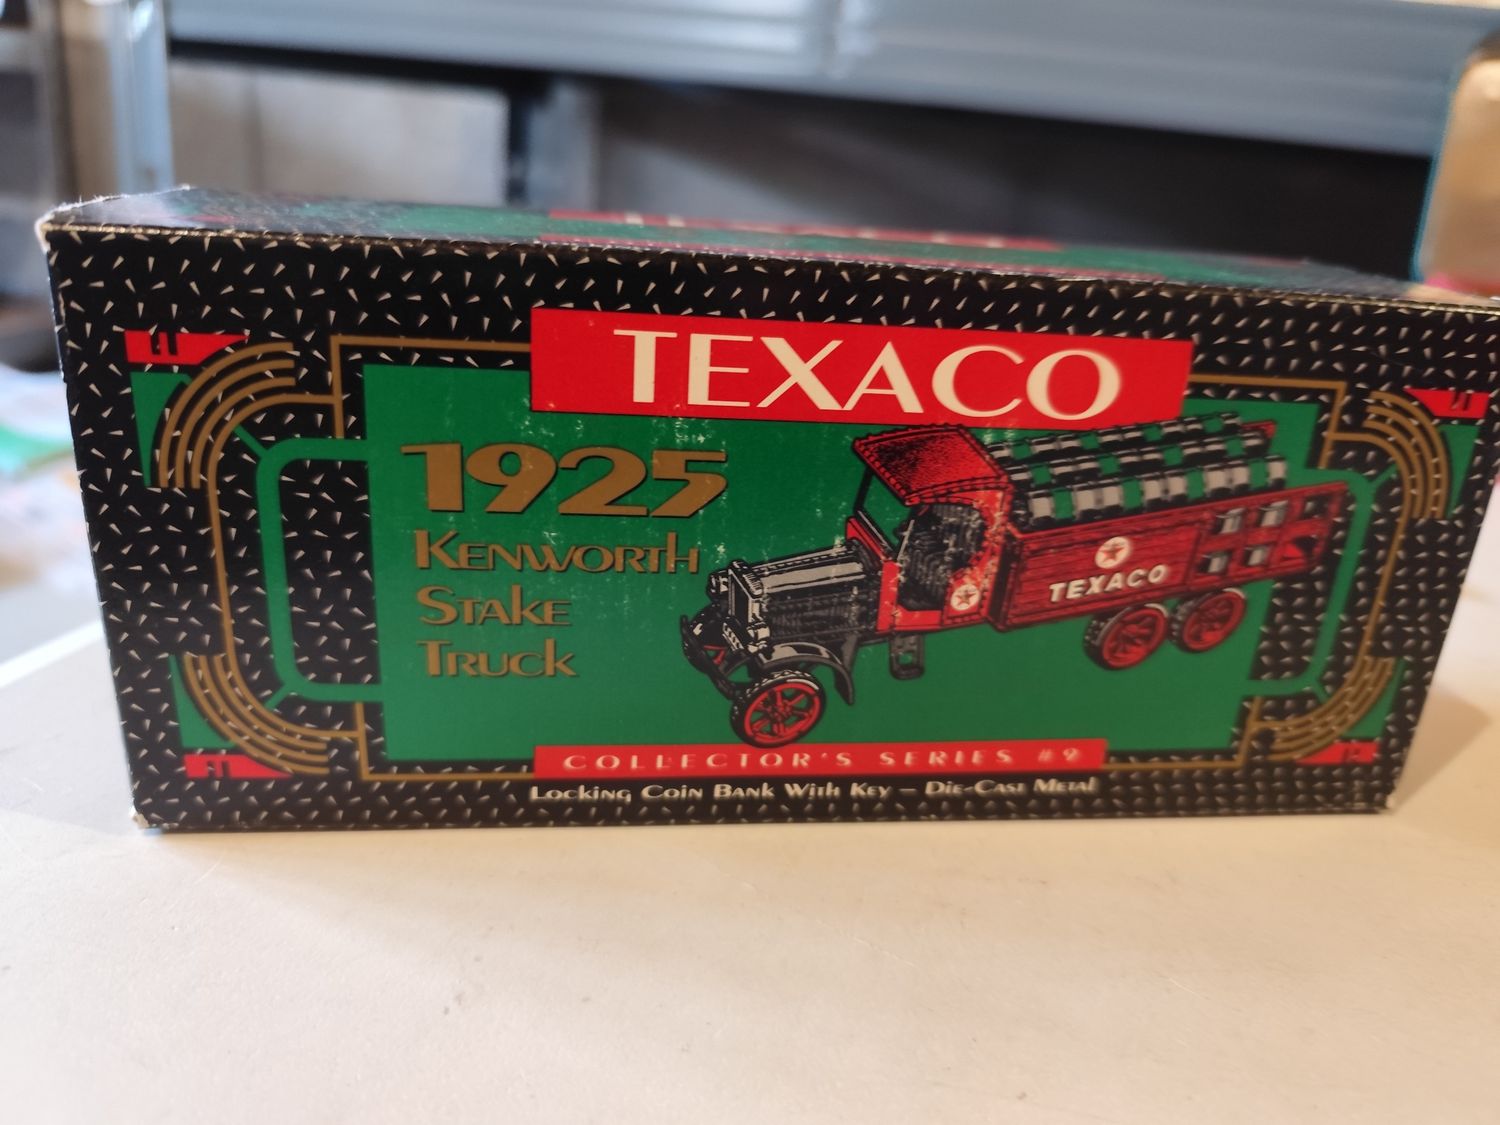 TEXACO
1925
KENWORTH
STAKE
TRUCK
TEXACO
COLLECTOR'S SERIES #9
LOCKING COIN BANK WITH KEY – DIE-CAST METAL